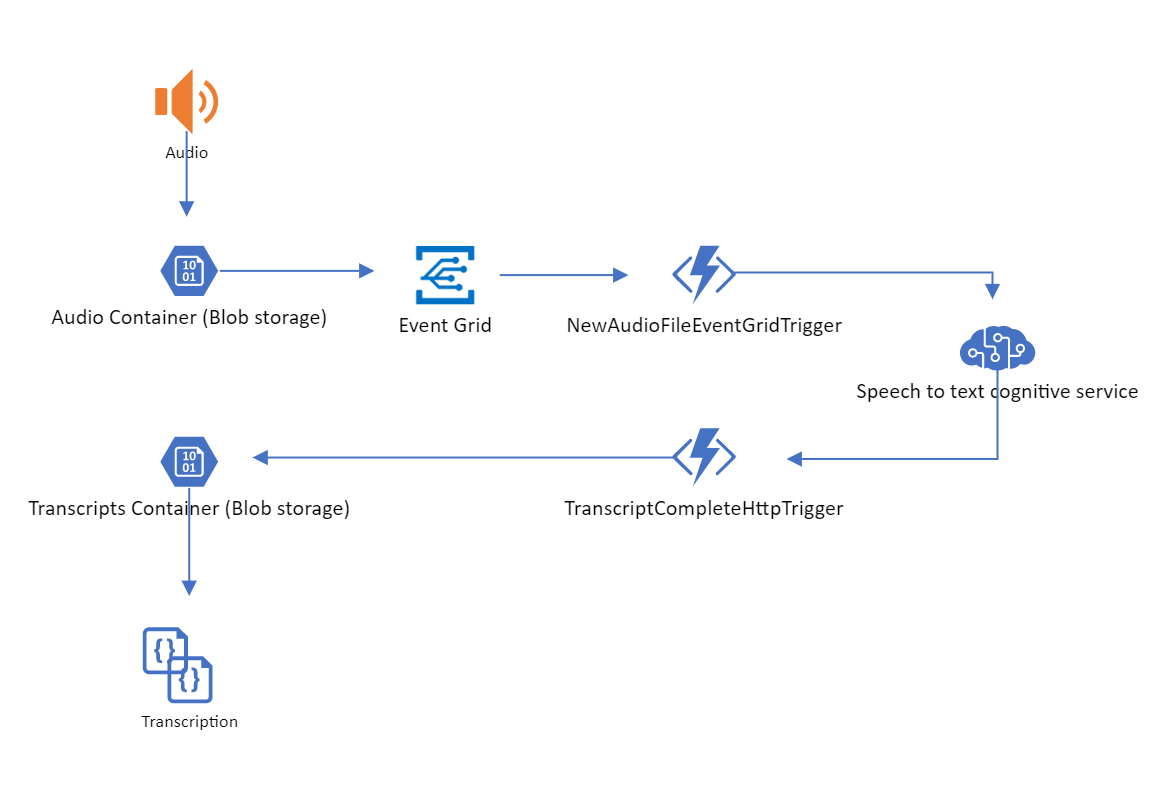 Audio
10
01
Audio Container (Blob storage)
Event Grid
NewAudioFileEventGridTrigger
Speech to text cognitive service
10
01
Transcripts Container (Blob storage)
TranscriptCompleteHttpTrigger
{}
{}
Transcription